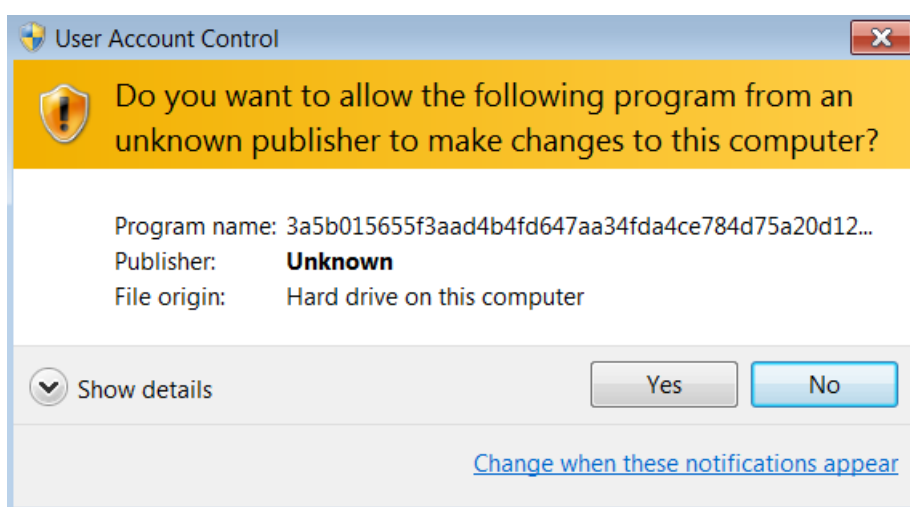 User Account Control
Do you want to allow the following program from an
unknown publisher to make changes to this computer?
Program name: 3a5b015655f3aad4b4fd647aa34fda4ce784d75a20d12...
Publisher: Unknown
File origin: Hard drive on this computer
Show details
Yes
No
Change when these notifications appear